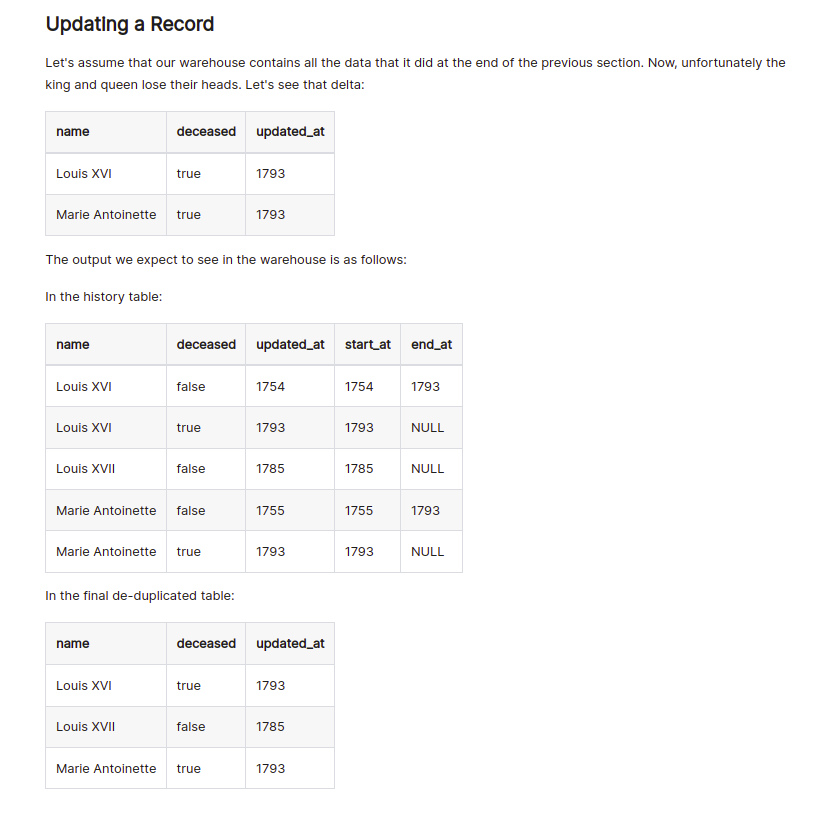 Updating a Record
Let's assume that our warehouse contains all the data that it did at the end of the previous section. Now, unfortunately the
king and queen lose their heads. Let's see that delta:
name deceased updated_at
Louis XVI true 1793
Marie Antoinette true 1793
The output we expect to see in the warehouse is as follows:
In the history table:
name deceased updated_at start_at end_at
Louis XVI false 1754 1754 1793
Louis XVI true 1793 1793 NULL
Louis XVII false 1785 1785 NULL
Marie Antoinette false 1755 1755 1793
Marie Antoinette true 1793 1793 NULL
In the final de-duplicated table:
name deceased updated_at
Louis XVI true 1793
Louis XVII false 1785
Marie Antoinette true 1793